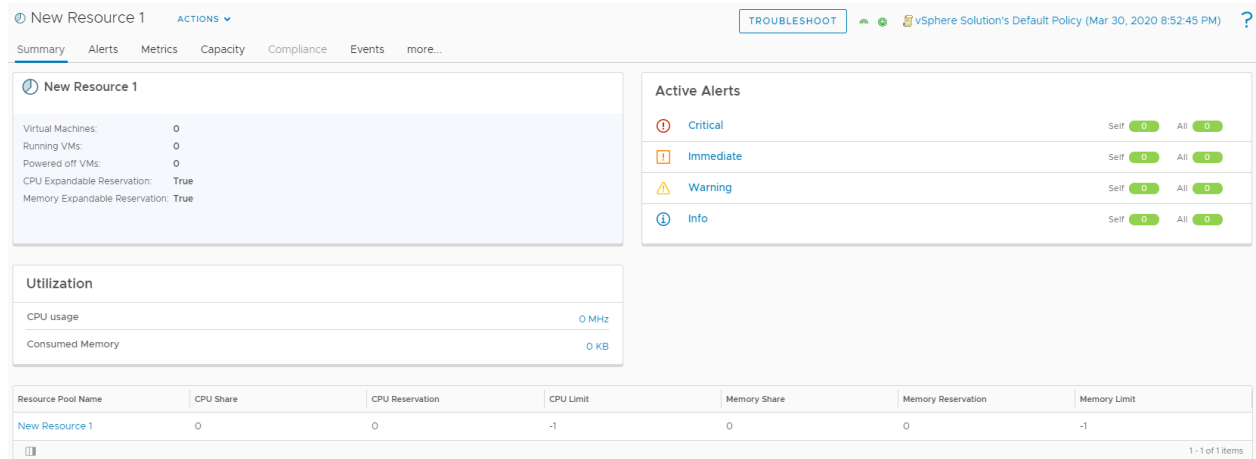 New Resource 1 ACTIONS TROUBLESHOOT vSphere Solution's Default Policy (Mar 30, 2020 8:52:45 PM) ?
Summary Alerts Metrics Capacity Compliance Events more...
New Resource 1
Virtual Machines: 0
Running VMs: 0
Powered off VMs: 0
CPU Expandable Reservation: True
Memory Expandable Reservation: True
Active Alerts
Critical Self 0 All 0
Immediate Self 0 All 0
Warning Self 0 All 0
Info Self 0 All 0
Utilization
CPU usage 0 MHz
Consumed Memory 0 KB
Resource Pool Name CPU Share CPU Reservation CPU Limit Memory Share Memory Reservation Memory Limit
New Resource 1 0 0 -1 0 0 -1
1 - 1 of 1 items